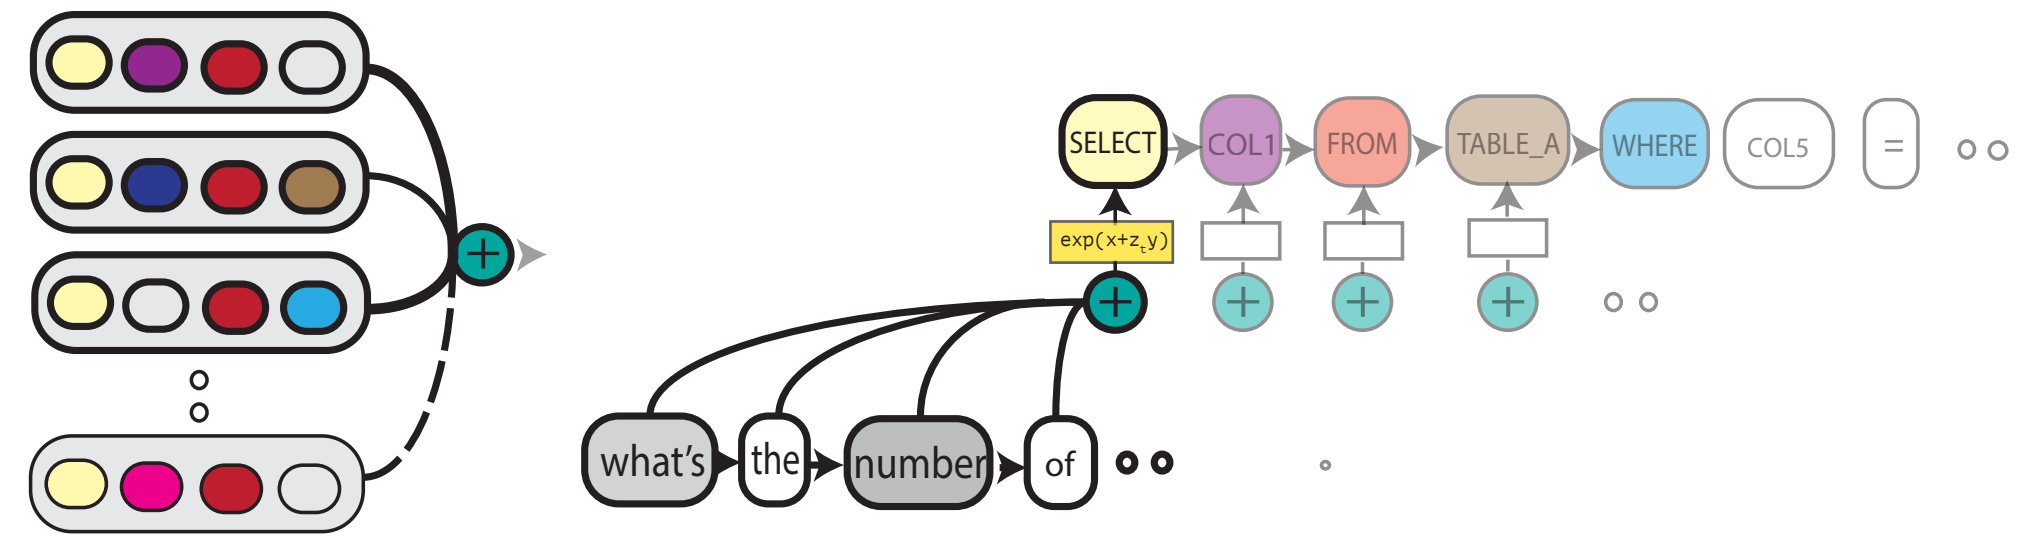 SELECT COL1 FROM TABLE_A WHERE COL5 =
exp(x+z_t y)
+ + + + +
what's the number of